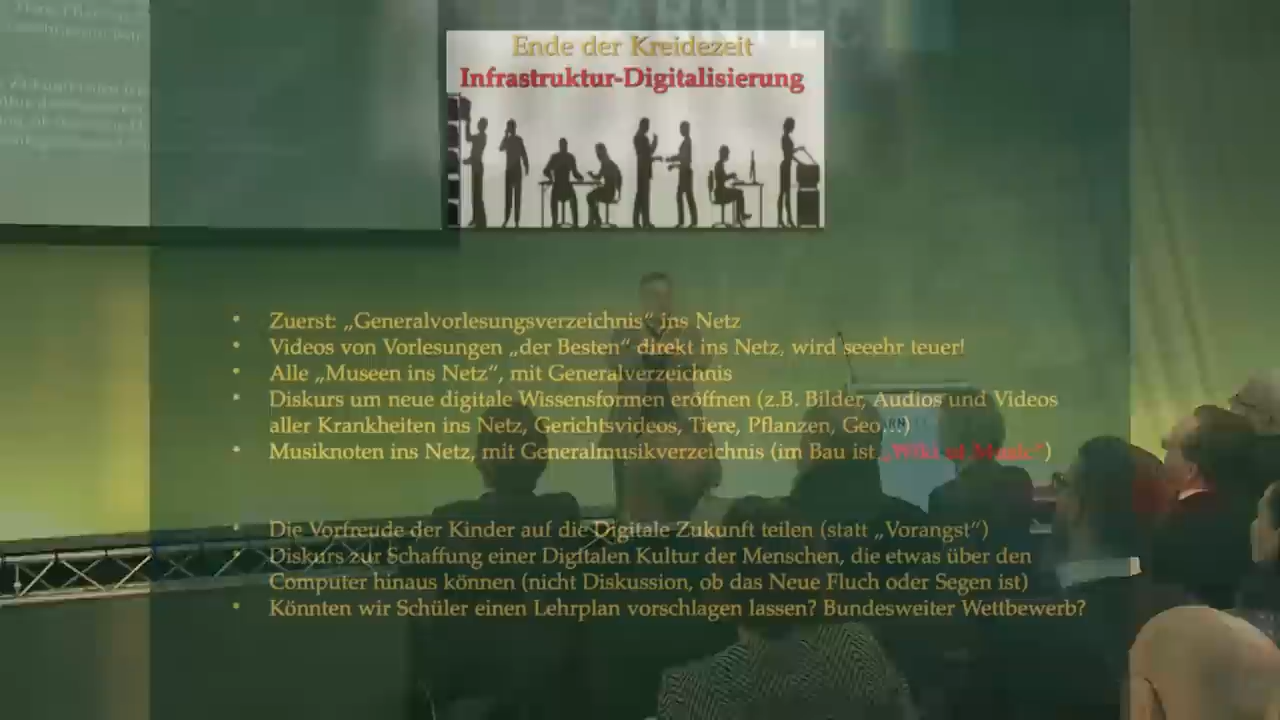 LEARNTEC
Ende der Kreidezeit
Infrastruktur-Digitalisierung
• Zuerst: „Generalvorlesungsverzeichnis“ ins Netz
• Videos von Vorlesungen „der Besten“ direkt ins Netz, wird seeehr teuer!
• Alle „Museen ins Netz“, mit Generalverzeichnis
• Diskurs um neue digitale Wissensformen eröffnen (z.B. Bilder, Audios und Videos
aller Krankheiten ins Netz, Gerichtsvideos, Tiere, Pflanzen, Geo…)
• Musiknoten ins Netz, mit Generalmusikverzeichnis (im Bau ist „Wiki of Music“)
• Die Vorfreude der Kinder auf die Digitale Zukunft teilen (statt „Vorangst“)
• Diskurs zur Schaffung einer Digitalen Kultur der Menschen, die etwas über den
Computer hinaus können (nicht Diskussion, ob das Neue Fluch oder Segen ist)
• Könnten wir Schüler einen Lehrplan vorschlagen lassen? Bundesweiter Wettbewerb?